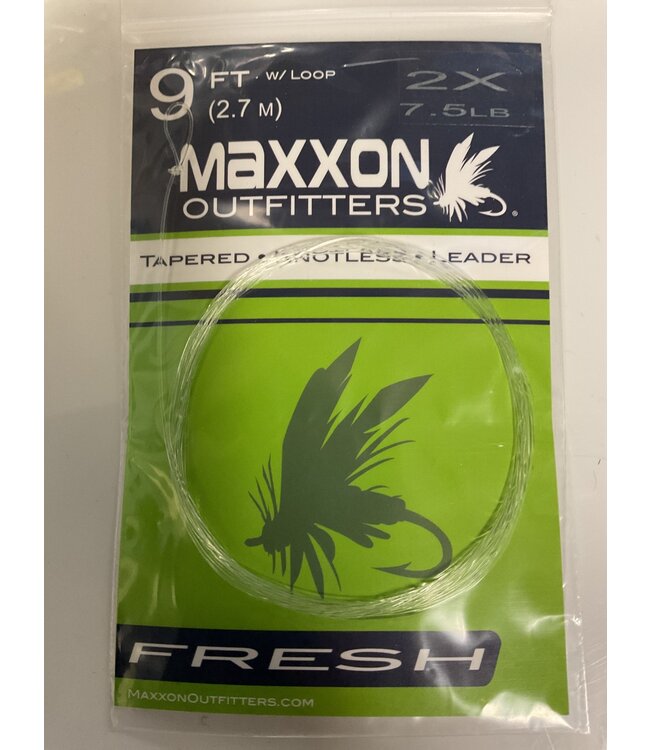 9 FT W/ LOOP 2X
(2.7 M) 7.5LB
MAXXON
OUTFITTERS®
TAPERED • KNOTLESS • LEADER
FRESH
MAXXONOUTFITTERS.COM